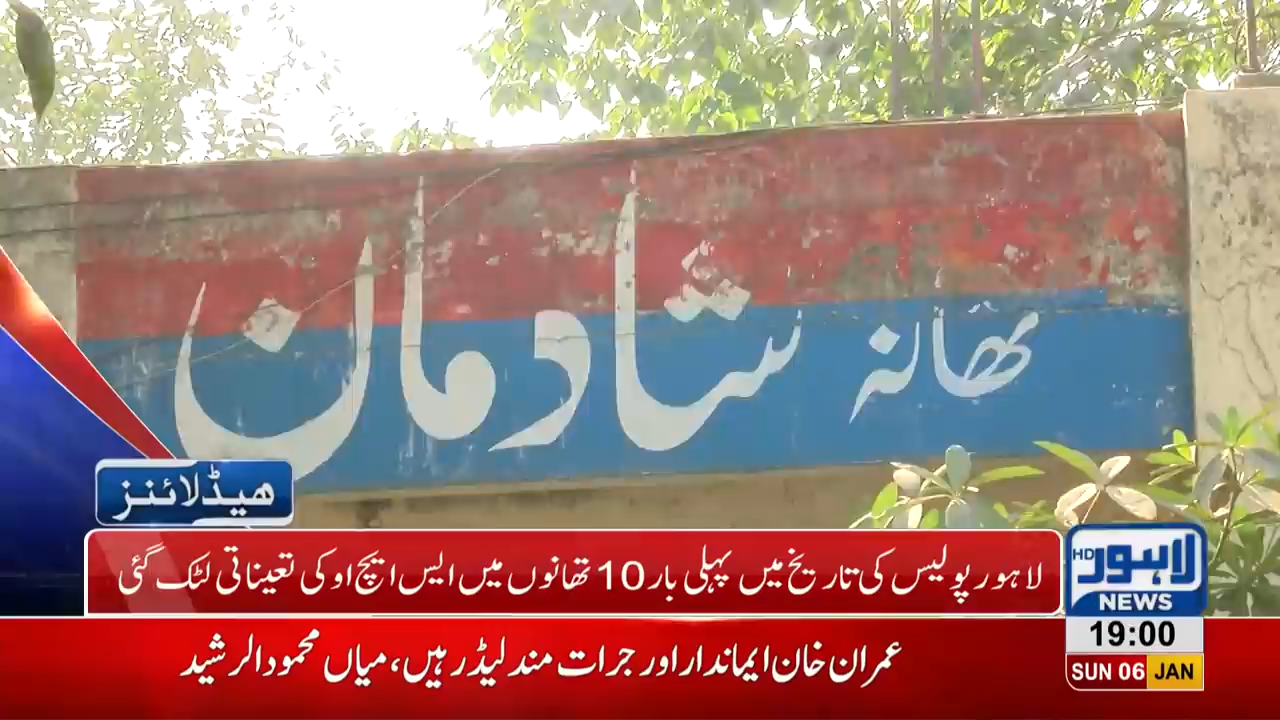 تھانہ شادمان
ھیڈلائنز
لاہور پولیس کی تاریخ میں پہلی بار 10 تھانوں میں ایس ایچ او کی تعیناتی لٹک گئی
HD لاہور
NEWS
19:00
SUN 06 JAN
عمران خان ایماندار اور جرات مند لیڈر ہیں، میاں محمود الرشید